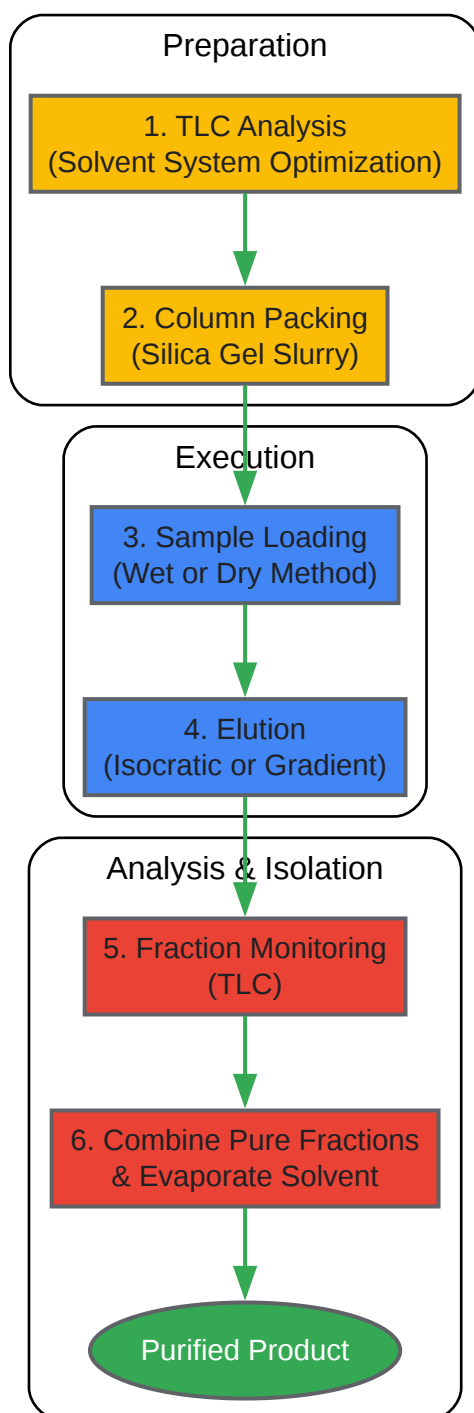 Preparation
1. TLC Analysis
(Solvent System Optimization)
2. Column Packing
(Silica Gel Slurry)
Execution
3. Sample Loading
(Wet or Dry Method)
4. Elution
(Isocratic or Gradient)
Analysis & Isolation
5. Fraction Monitoring
(TLC)
6. Combine Pure Fractions
& Evaporate Solvent
Purified Product